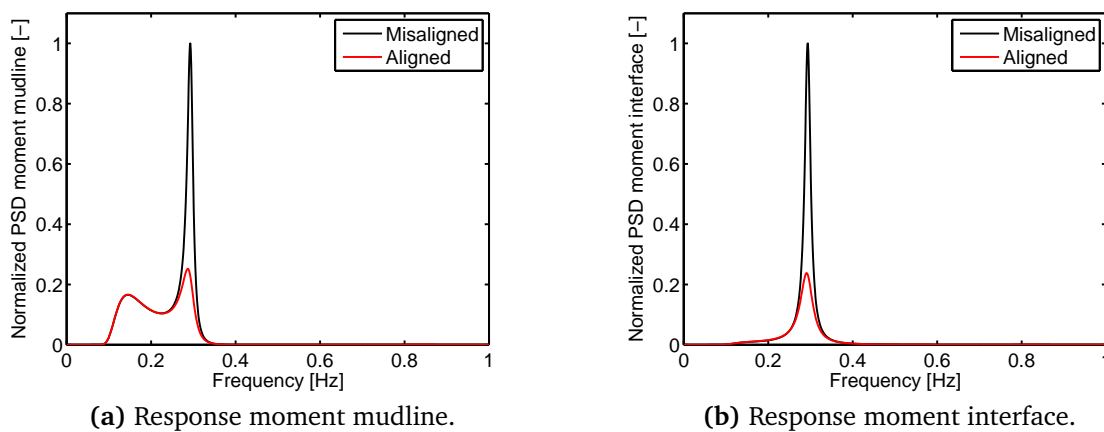 Normalized PSD moment mudline [−]
1
0.8
0.6
0.4
0.2
0
0 0.2 0.4 0.6 0.8 1
Frequency [Hz]
Misaligned
Aligned
(a) Response moment mudline.
Normalized PSD moment interface [−]
1
0.8
0.6
0.4
0.2
0
0 0.2 0.4 0.6 0.8 1
Frequency [Hz]
Misaligned
Aligned
(b) Response moment interface.